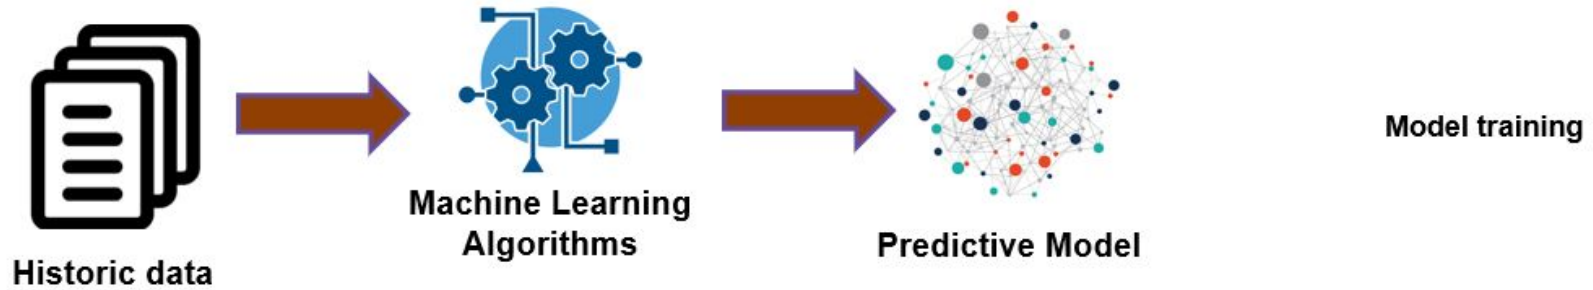 Historic data
Machine Learning
Algorithms
Predictive Model
Model training